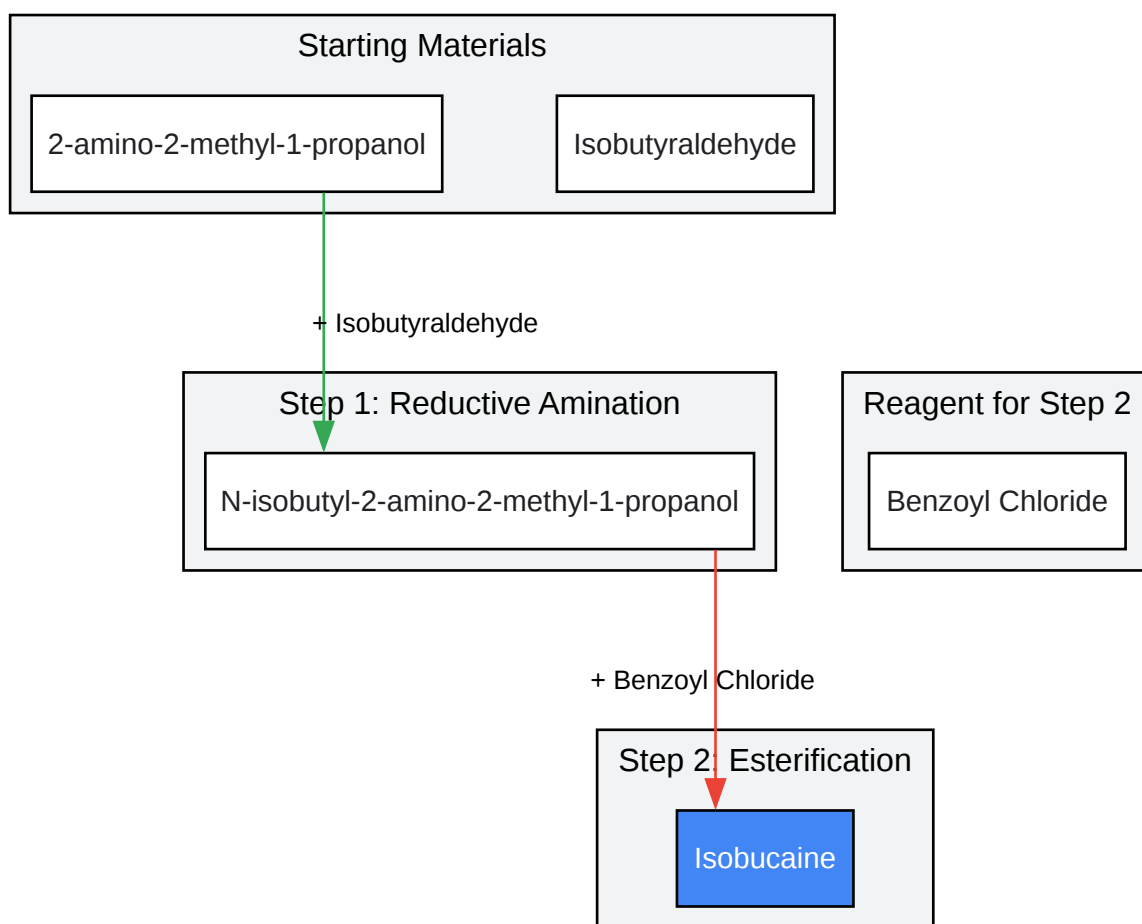 Starting Materials
2-amino-2-methyl-1-propanol
Isobutyraldehyde
+ Isobutyraldehyde
Step 1: Reductive Amination
N-isobutyl-2-amino-2-methyl-1-propanol
Reagent for Step 2
Benzoyl Chloride
+ Benzoyl Chloride
Step 2: Esterification
Isobucaine